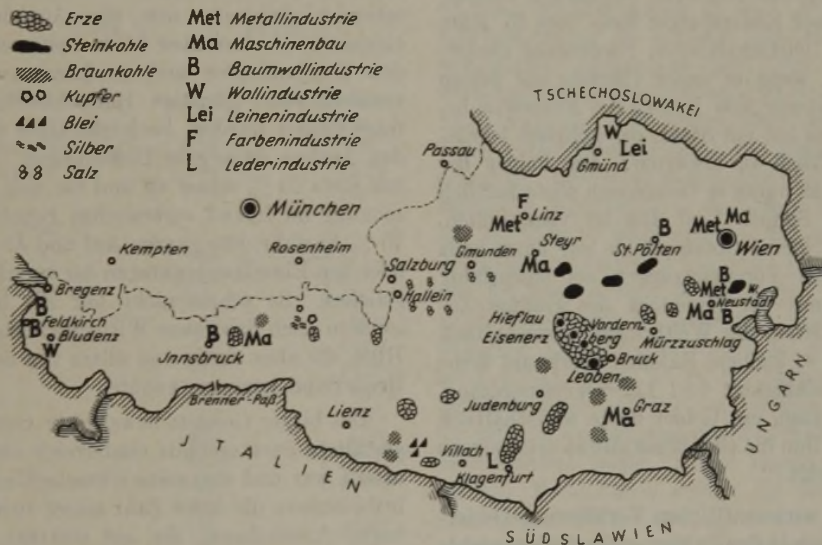 Erze
Steinkohle
Braunkohle
Kupfer
Blei
Silber
Salz
Met Metallindustrie
Ma Maschinenbau
B Baumwollindustrie
W Wollindustrie
Lei Leinenindustrie
F Farbenindustrie
L Lederindustrie
TSCHECHOSLOWAKEI
W
Lei
Gmünd
Passau
München
F
Met Linz
Kempten
Rosenheim
Gmunden
Steyr
Ma
B
St.Pölten
Met Ma
Wien
Salzburg
Hallein
Bregenz
B
B
Feldkirch
Bludenz
W
B
Ma
Jnnsbruck
B
Met
W.
Neustadt
Ma
B
Hieflau
Vordern
berg
Eisenerz
Mürzzuschlag
Bruck
Leoben
Brenner-Paß
Lienz
Judenburg
Graz
Ma
Villach
L
Klagenfurt
JTALIEN
UNGARN
SÜDSLAWIEN